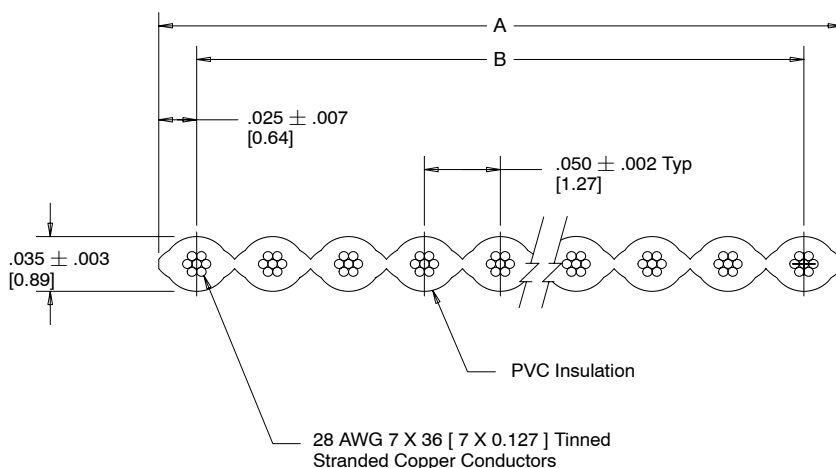 A
B
.025 ± .007
[0.64]
.050 ± .002 Typ
[1.27]
.035 ± .003
[0.89]
PVC Insulation
28 AWG 7 X 36 [ 7 X 0.127 ] Tinned
Stranded Copper Conductors